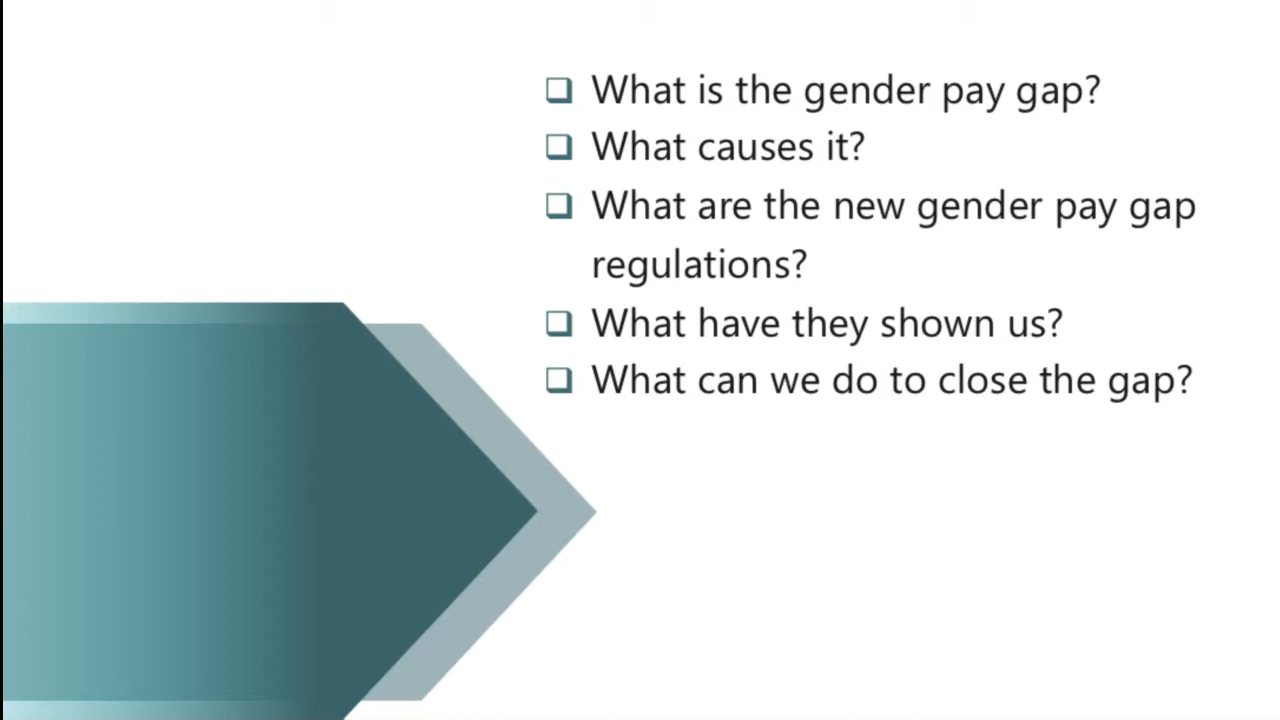 What is the gender pay gap?
What causes it?
What are the new gender pay gap
regulations?
What have they shown us?
What can we do to close the gap?